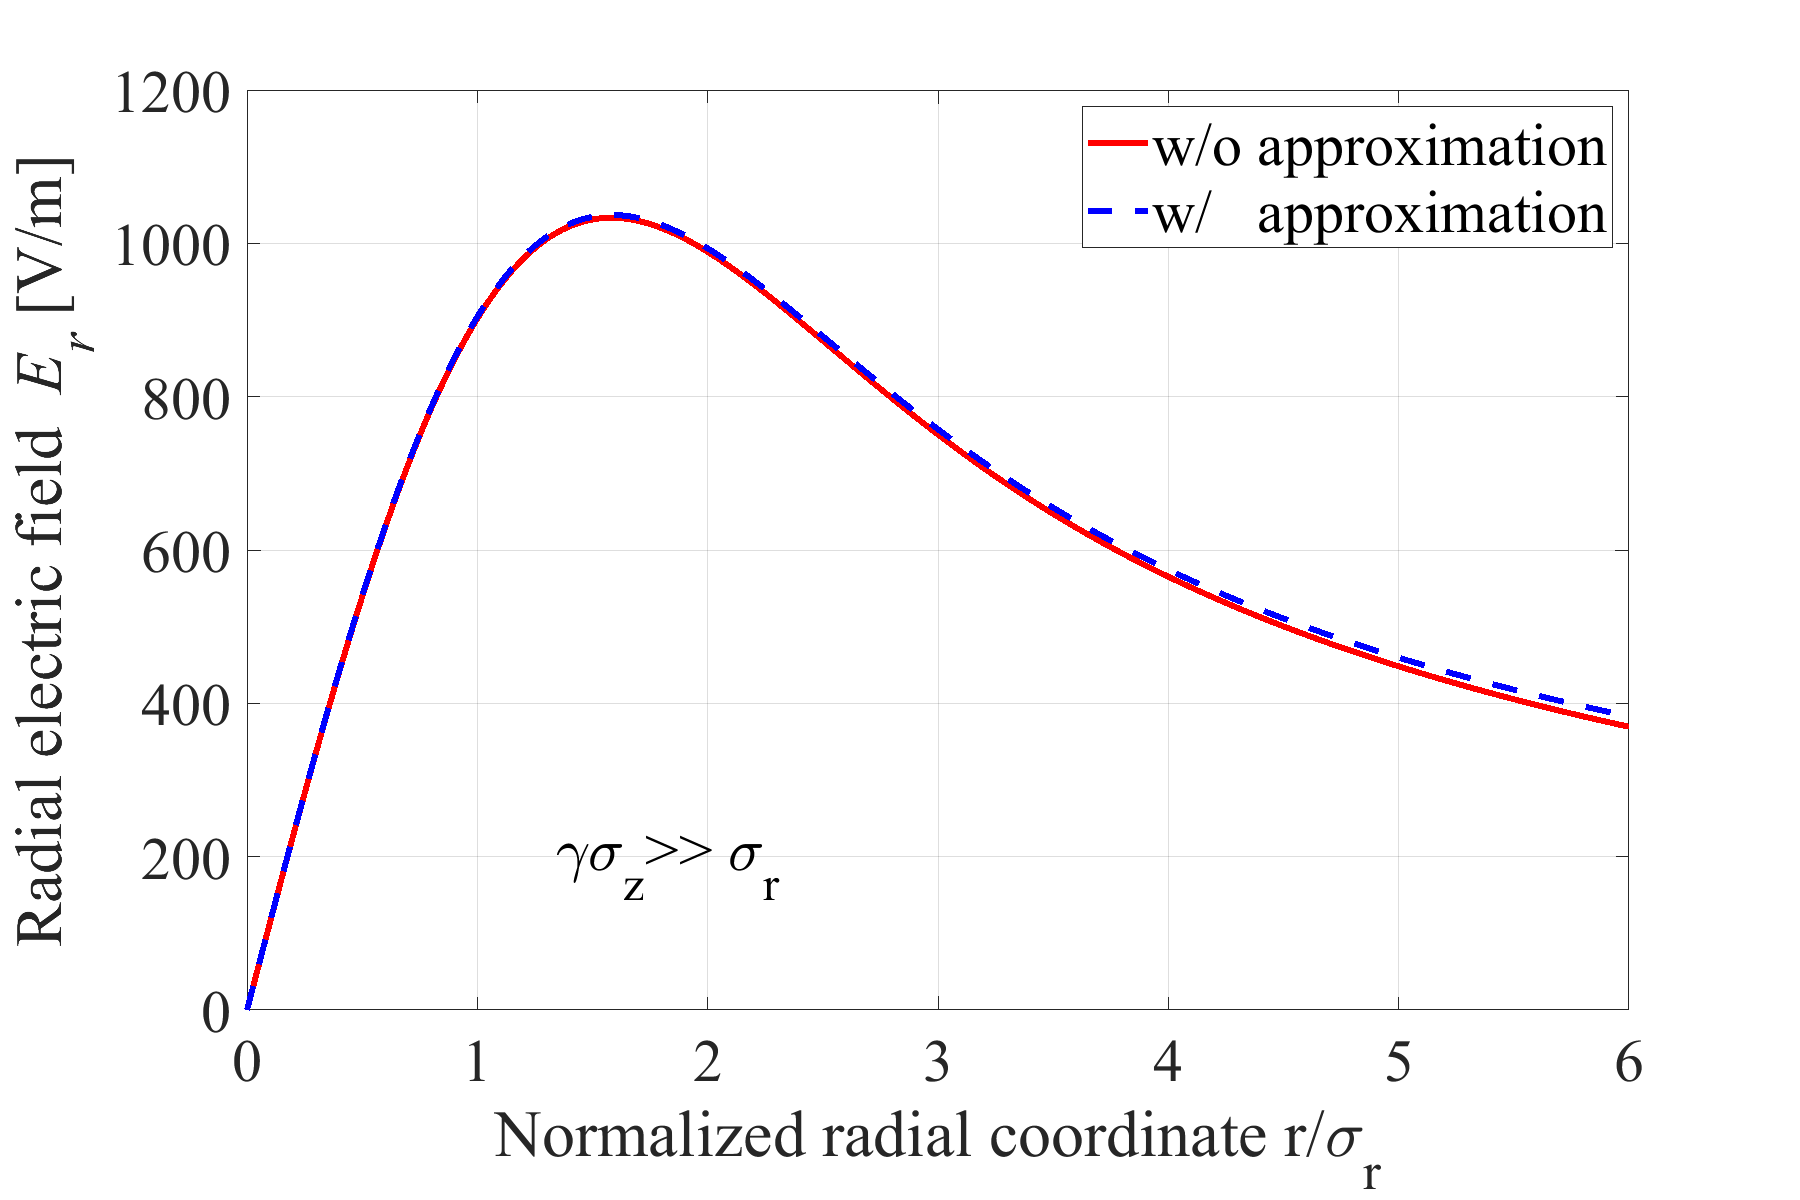 1200
1000
800
600
400
200
0
0 1 2 3 4 5 6
Radial electric field E_r [V/m]
Normalized radial coordinate r/σ_r
w/o approximation
w/ approximation
γσ_z>> σ_r